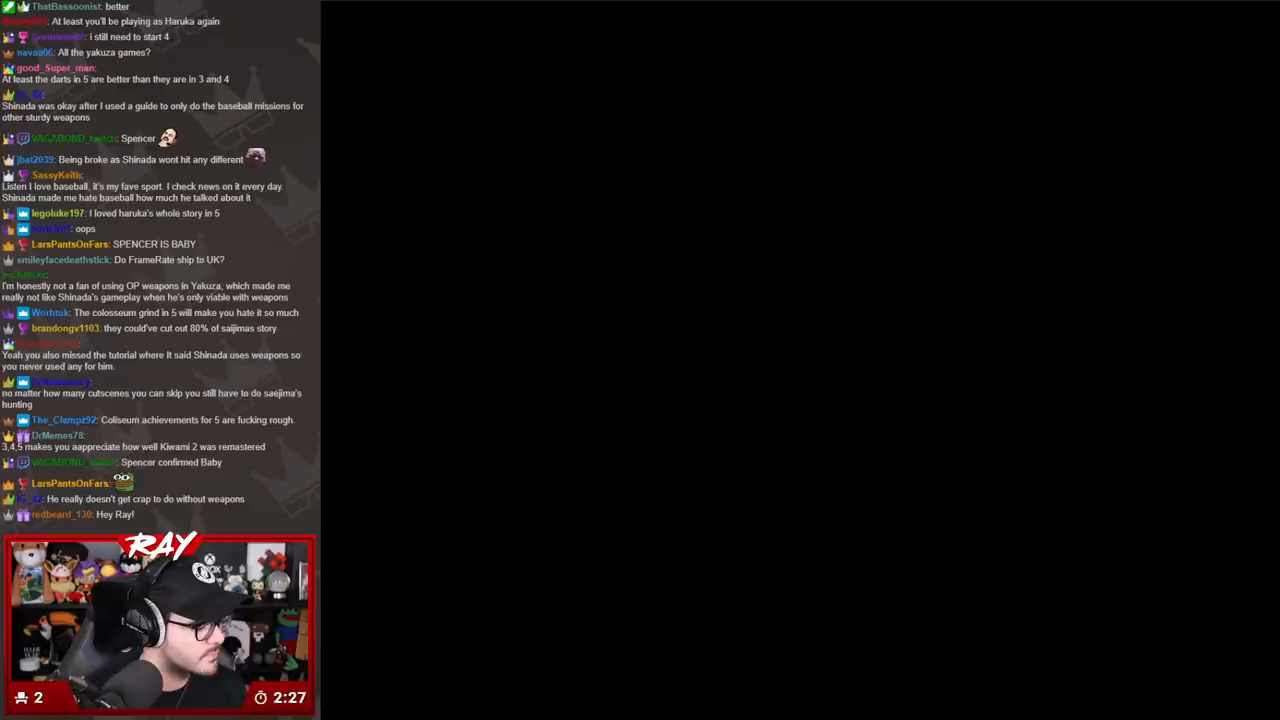 ThatBassoonist: better
At least you'll be playing as Haruka again
i still need to start 4
navaa06: All the yakuza games?
good_Super_man:
At least the darts in 5 are better than they are in 3 and 4
Shinada was okay after I used a guide to only do the baseball missions for
other sturdy weapons
VAGABOND_twitch: Spencer
jbat2039: Being broke as Shinada wont hit any different
SassyKeith:
Listen I love baseball, it's my fave sport. I check news on it every day.
Shinada made me hate baseball how much he talked about it
legoluke197: I loved haruka's whole story in 5
oops
LarsPantsOnFars: SPENCER IS BABY
smileyfacedeathstick: Do FrameRate ship to UK?
I'm honestly not a fan of using OP weapons in Yakuza, which made me
really not like Shinada's gameplay when he's only viable with weapons
Worhtuk: The colosseum grind in 5 will make you hate it so much
brandongv1103: they could've cut out 80% of saijimas story
Yeah you also missed the tutorial where It said Shinada uses weapons so
you never used any for him.
no matter how many cutscenes you can skip you still have to do saejima's
hunting
The_Clampz92: Coliseum achievements for 5 are fucking rough.
DrMemes78:
3,4,5 makes you aappreciate how well Kiwami 2 was remastered
VAGABOND_twitch: Spencer confirmed Baby
LarsPantsOnFars:
He really doesn't get crap to do without weapons
redbeard_130: Hey Ray!
RAY
2
2:27